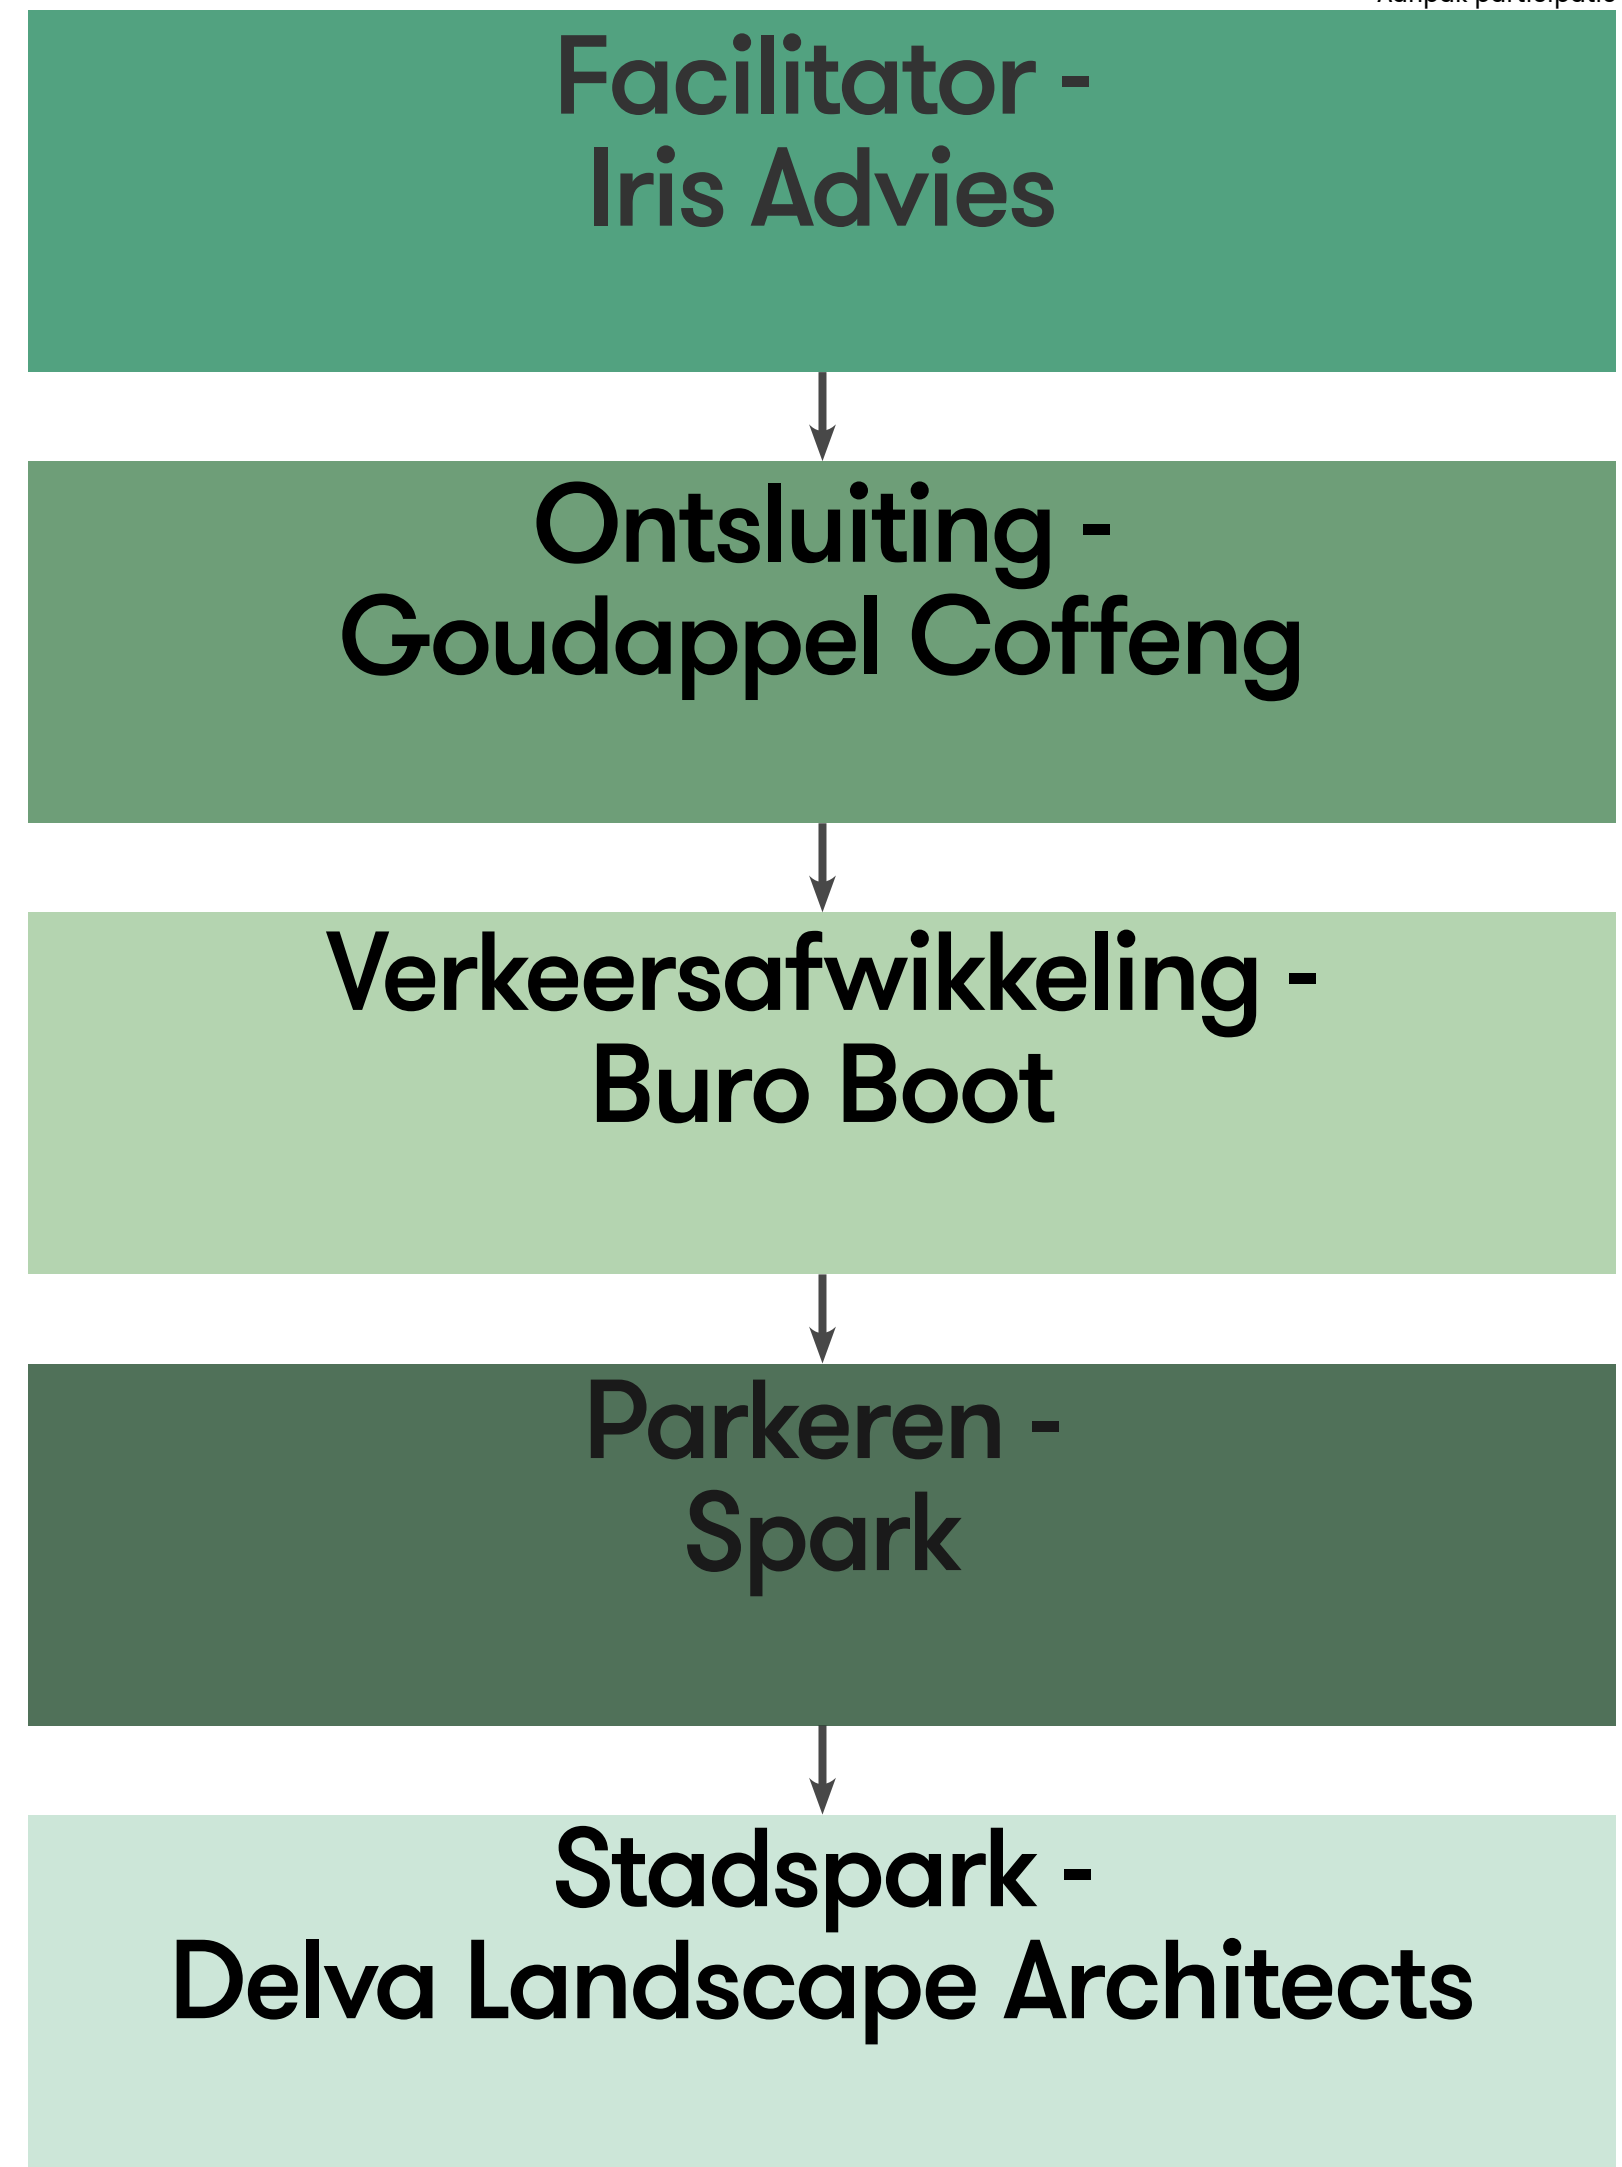 Facilitator -
Iris Advies
Ontsluiting -
Goudappel Coffeng
Verkeersafwikkeling -
Buro Boot
Parkeren -
Spark
Stadspark -
Delva Landscape Architects